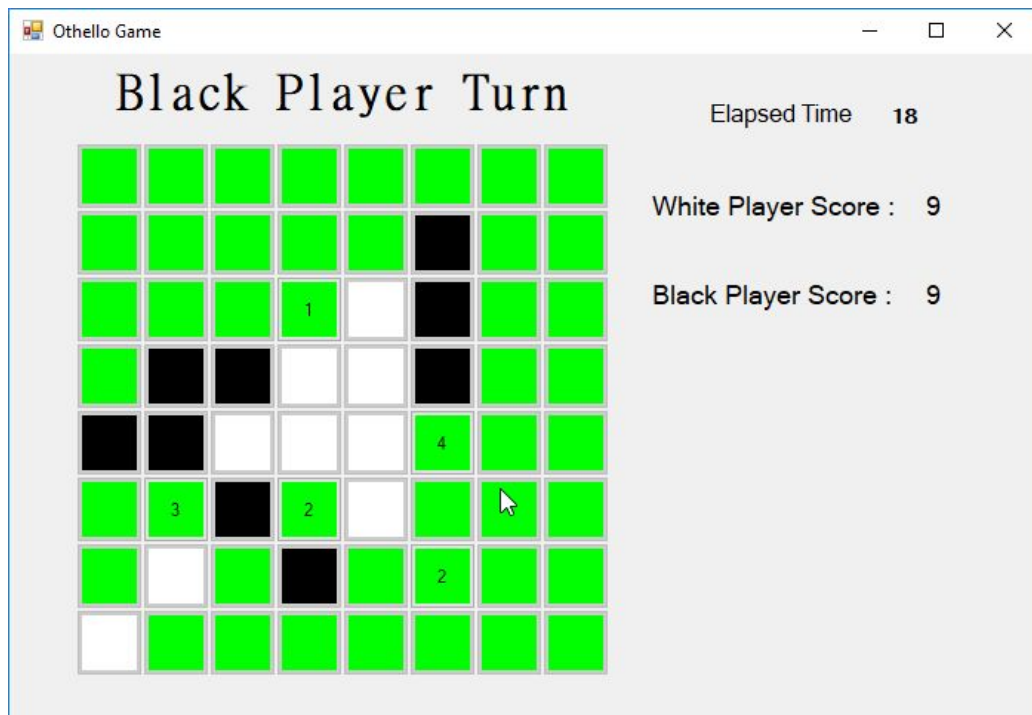 Othello Game
Black Player Turn
Elapsed Time 18
White Player Score : 9
Black Player Score : 9
1
4
3 2
2